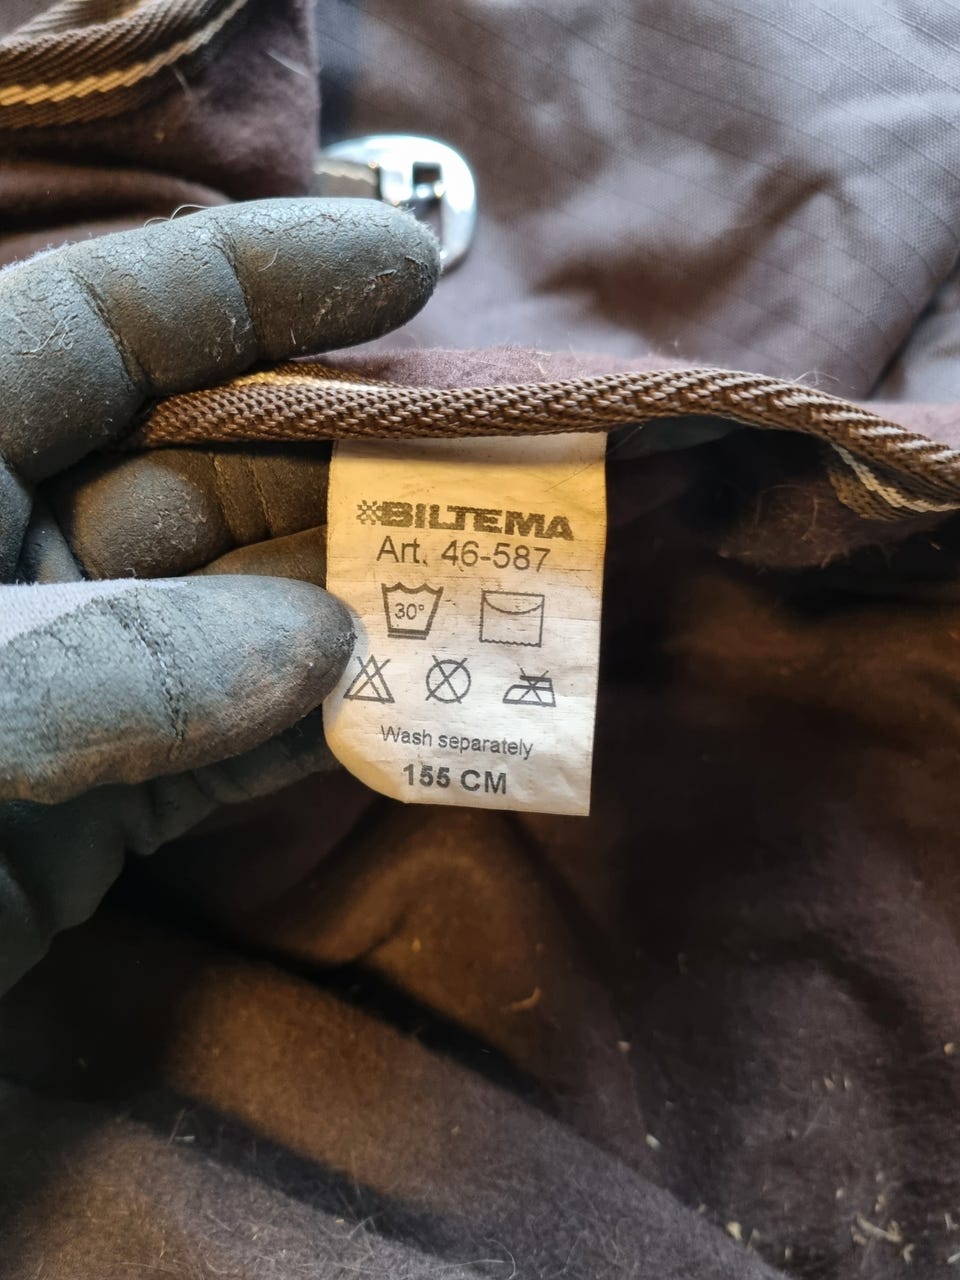 BILTEMA
Art. 46-587
30°
Wash separately
155 CM